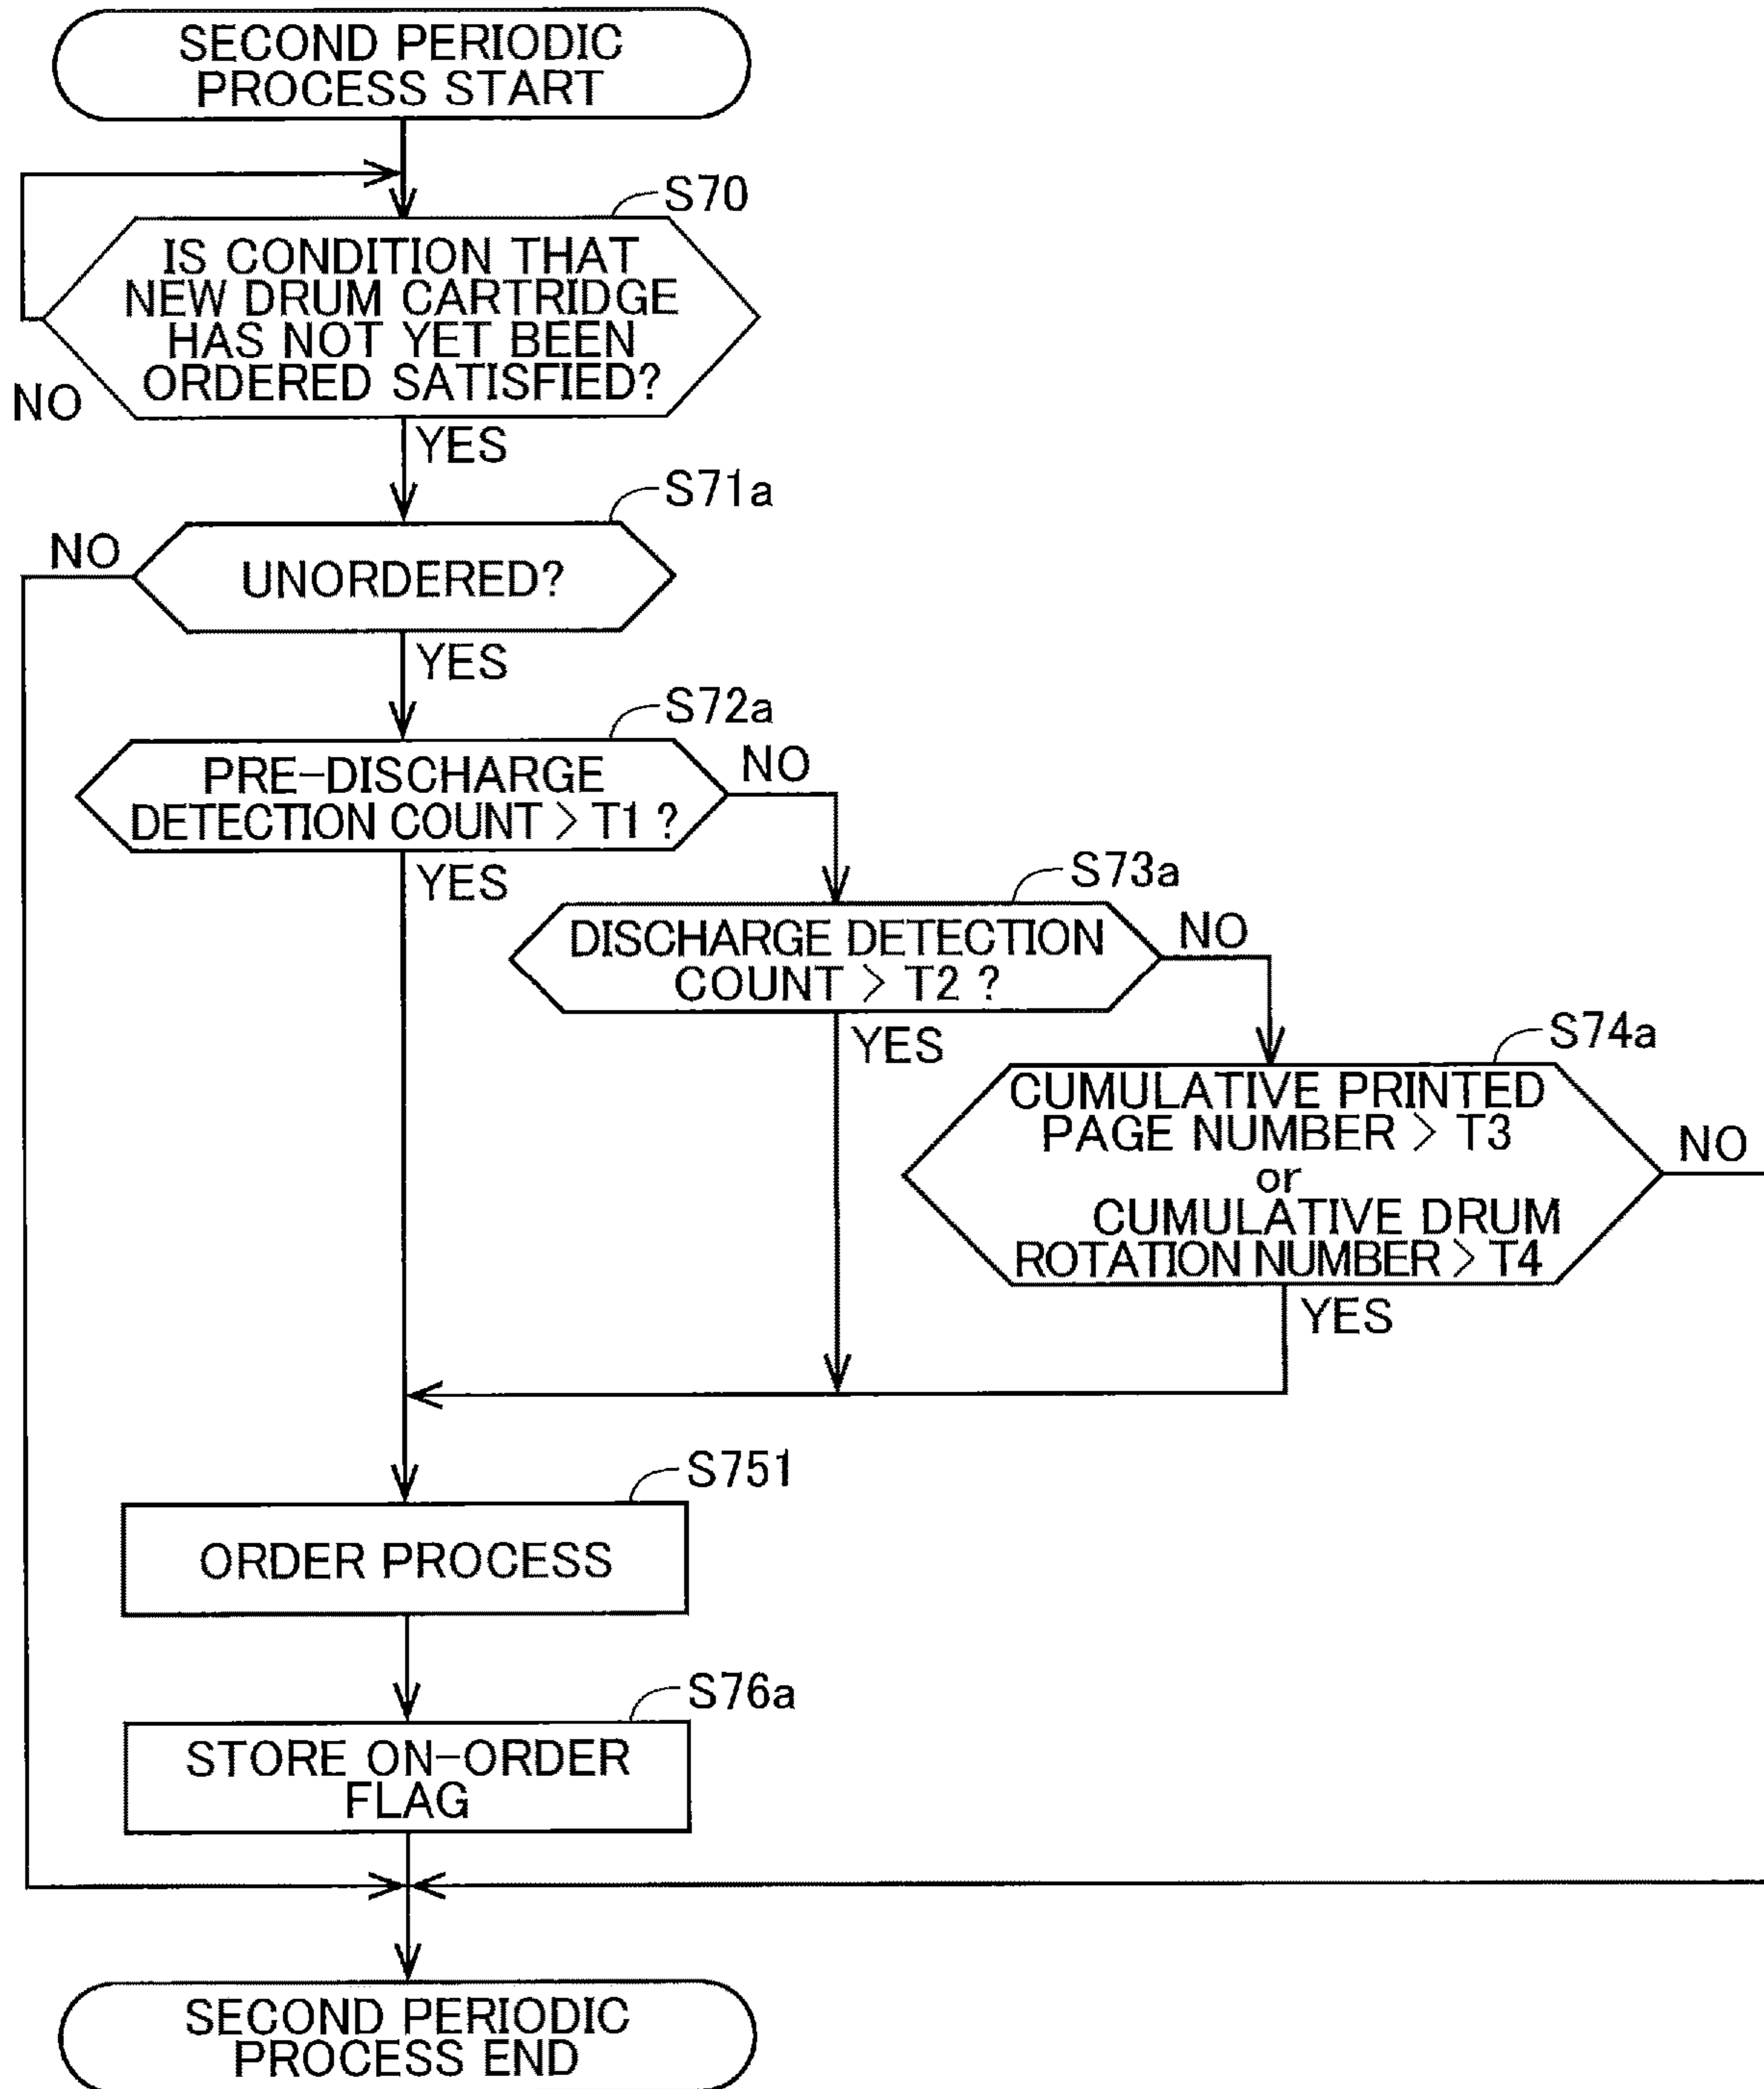 SECOND PERIODIC
PROCESS START
S70
IS CONDITION THAT
NEW DRUM CARTRIDGE
HAS NOT YET BEEN
ORDERED SATISFIED?
NO
YES
S71a
NO
UNORDERED?
YES
S72a
PRE-DISCHARGE
DETECTION COUNT > T1 ?
NO
YES
S73a
DISCHARGE DETECTION
COUNT > T2 ?
NO
YES
S74a
CUMULATIVE PRINTED
PAGE NUMBER > T3
or
CUMULATIVE DRUM
ROTATION NUMBER > T4
NO
YES
S751
ORDER PROCESS
S76a
STORE ON-ORDER
FLAG
SECOND PERIODIC
PROCESS END